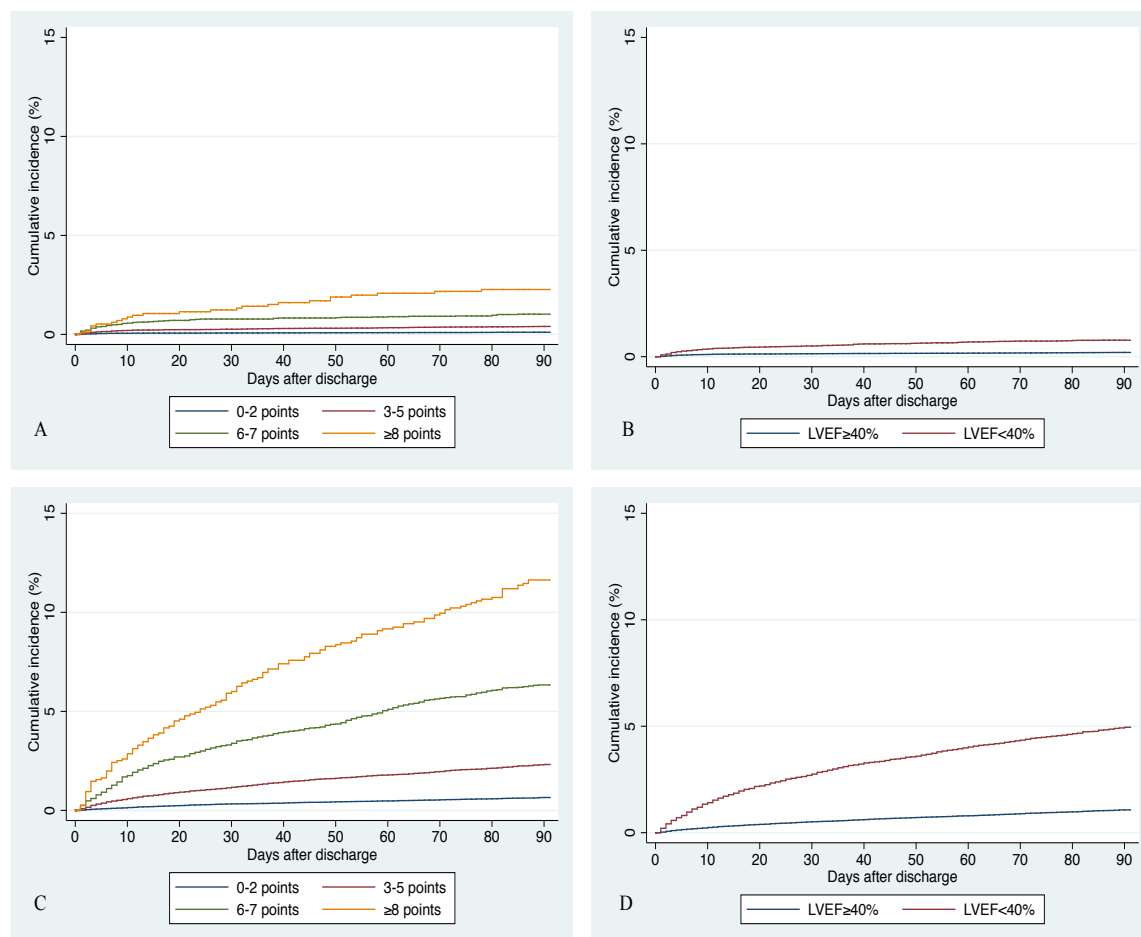 Cumulative incidence (%)
15
10
5
0
0 10 20 30 40 50 60 70 80 90
Days after discharge
0-2 points 3-5 points
6-7 points ≥8 points
A
Cumulative incidence (%)
15
10
5
0
0 10 20 30 40 50 60 70 80 90
Days after discharge
LVEF≥40% LVEF<40%
B
Cumulative incidence (%)
15
10
5
0
0 10 20 30 40 50 60 70 80 90
Days after discharge
0-2 points 3-5 points
6-7 points ≥8 points
C
Cumulative incidence (%)
15
10
5
0
0 10 20 30 40 50 60 70 80 90
Days after discharge
LVEF≥40% LVEF<40%
D